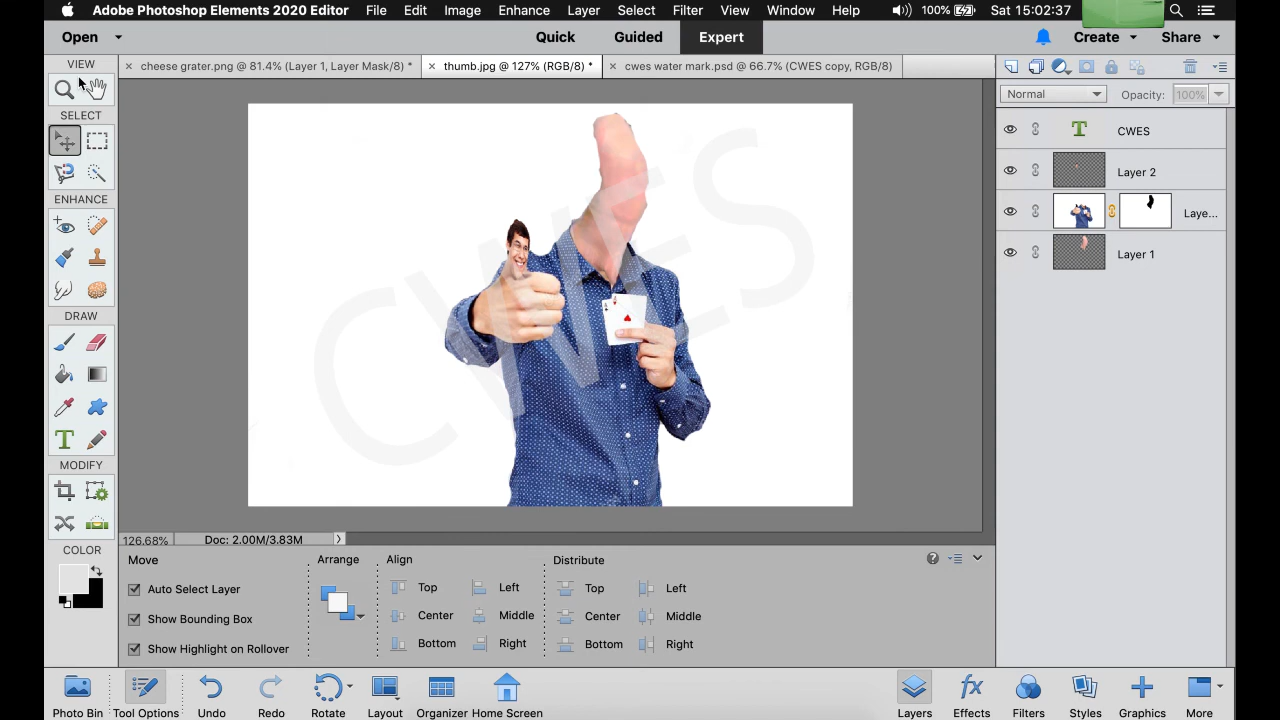 Adobe Photoshop Elements 2020 Editor File Edit Image Enhance Layer Select Filter View Window Help 100% Sat 15:02:37
Open Quick Guided Expert Create Share
VIEW
cheese grater.png @ 81.4% (Layer 1, Layer Mask/8) *
thumb.jpg @ 127% (RGB/8) *
cwes water mark.psd @ 66.7% (CWES copy, RGB/8)
Normal Opacity: 100%
SELECT
CWES
Layer 2
Laye...
Layer 1
ENHANCE
DRAW
MODIFY
COLOR
CWES
126.68% Doc: 2.00M/3.83M
Move Arrange Align Distribute
Auto Select Layer Top Left Top Left
Show Bounding Box Center Middle Center Middle
Show Highlight on Rollover Bottom Right Bottom Right
Photo Bin Tool Options Undo Redo Rotate Layout Organizer Home Screen Layers Effects Filters Styles Graphics More